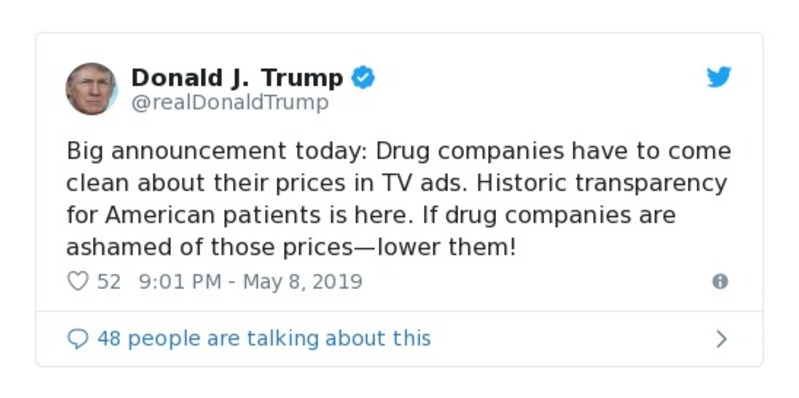 Donald J. Trump
@realDonaldTrump
Big announcement today: Drug companies have to come
clean about their prices in TV ads. Historic transparency
for American patients is here. If drug companies are
ashamed of those prices—lower them!
52 9:01 PM - May 8, 2019
48 people are talking about this